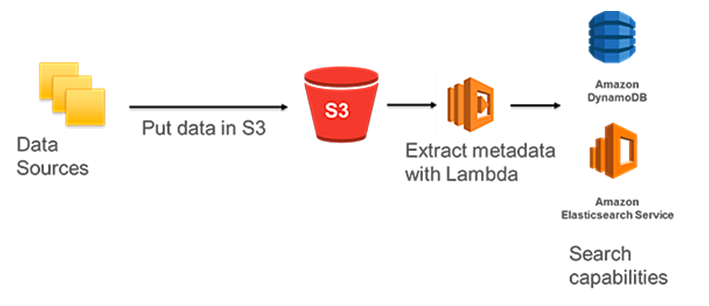 Data
Sources
Put data in S3
S3
Extract metadata
with Lambda
Amazon
DynamoDB
Amazon
Elasticsearch Service
Search
capabilities